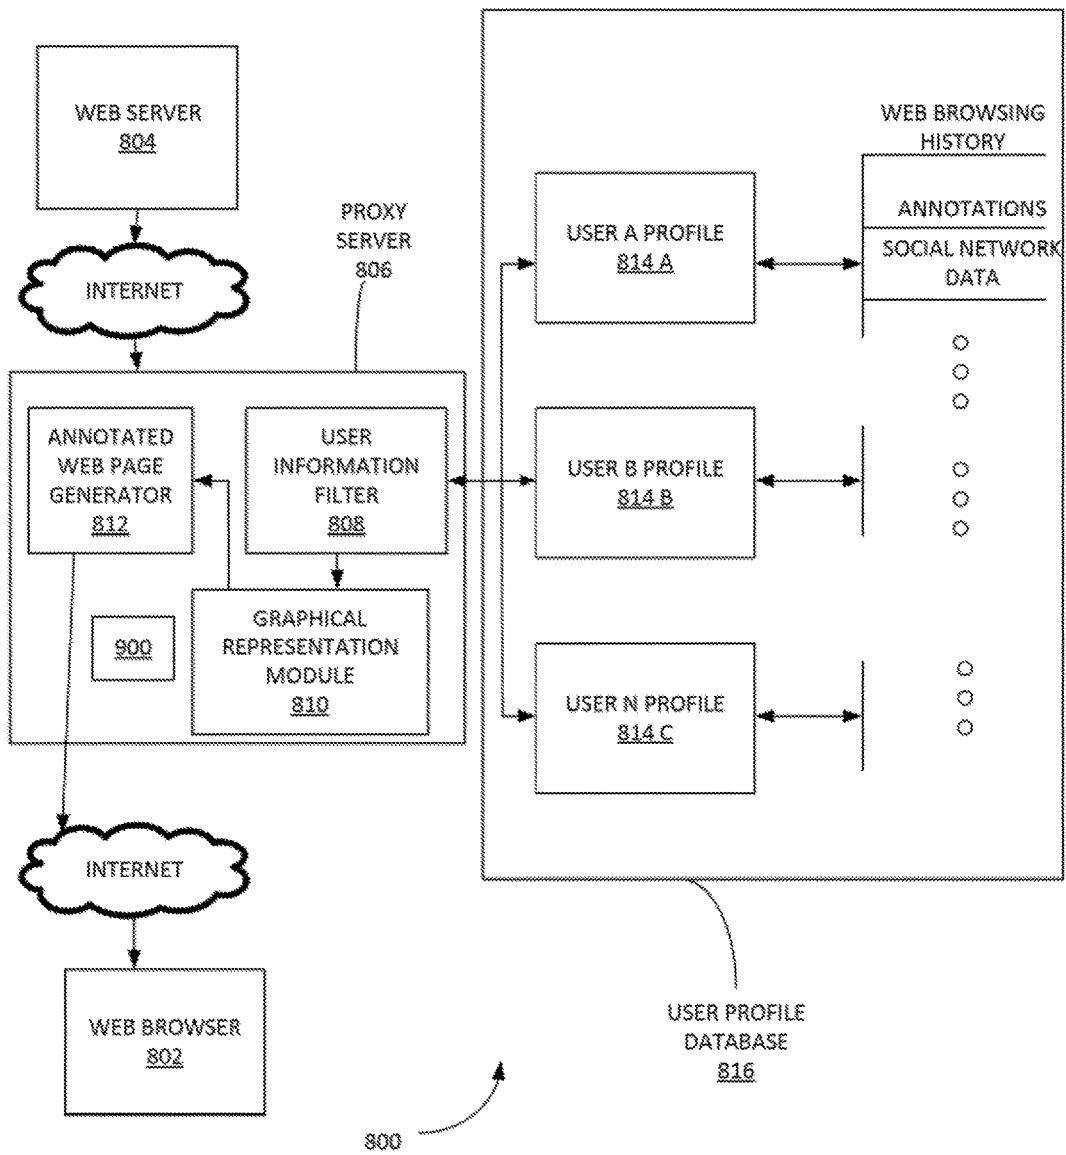 WEB SERVER
804
INTERNET
PROXY
SERVER
806
ANNOTATED
WEB PAGE
GENERATOR
812
USER
INFORMATION
FILTER
808
GRAPHICAL
REPRESENTATION
MODULE
810
900
INTERNET
WEB BROWSER
802
WEB BROWSING
HISTORY
ANNOTATIONS
SOCIAL NETWORK
DATA
USER A PROFILE
814 A
USER B PROFILE
814 B
USER N PROFILE
814 C
USER PROFILE
DATABASE
816
800